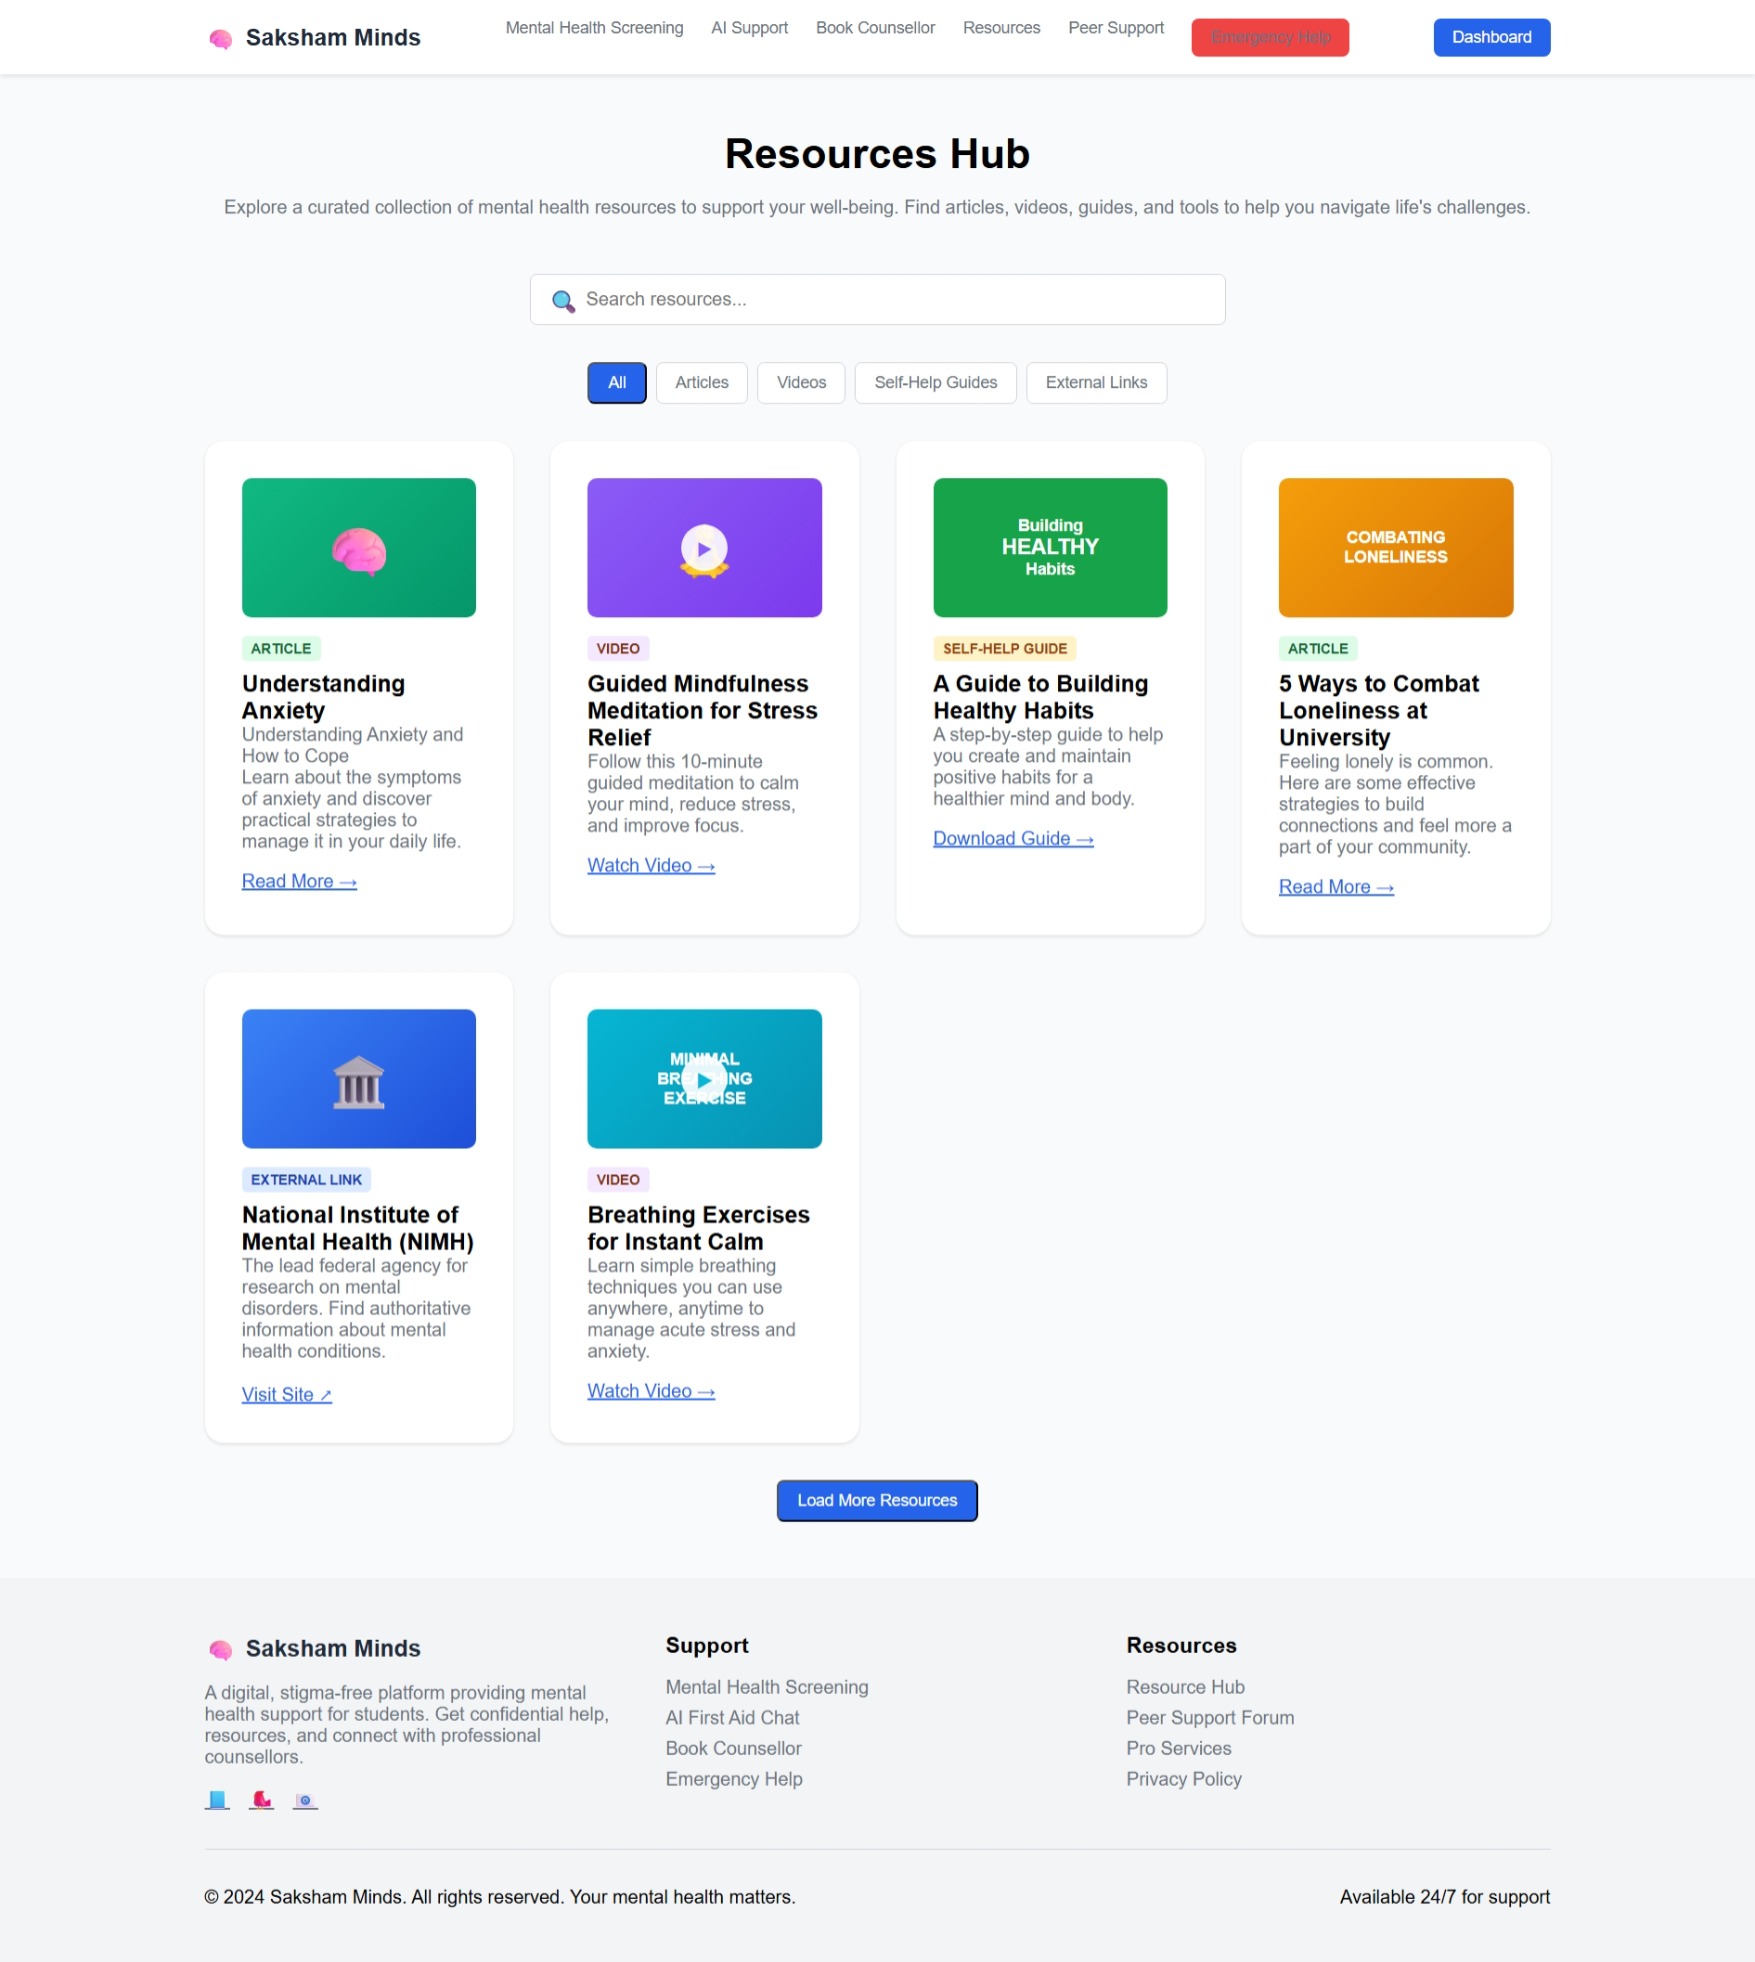 Saksham Minds
Mental Health Screening
AI Support
Book Counsellor
Resources
Peer Support
Emergency Help
Dashboard
Resources Hub
Explore a curated collection of mental health resources to support your well-being. Find articles, videos, guides, and tools to help you navigate life's challenges.
Search resources...
All
Articles
Videos
Self-Help Guides
External Links
ARTICLE
Understanding
Anxiety
Understanding Anxiety and
How to Cope
Learn about the symptoms
of anxiety and discover
practical strategies to
manage it in your daily life.
Read More →
VIDEO
Guided Mindfulness
Meditation for Stress
Relief
Follow this 10-minute
guided meditation to calm
your mind, reduce stress,
and improve focus.
Watch Video →
Building
HEALTHY
Habits
SELF-HELP GUIDE
A Guide to Building
Healthy Habits
A step-by-step guide to help
you create and maintain
positive habits for a
healthier mind and body.
Download Guide →
COMBATING
LONELINESS
ARTICLE
5 Ways to Combat
Loneliness at
University
Feeling lonely is common.
Here are some effective
strategies to build
connections and feel more a
part of your community.
Read More →
EXTERNAL LINK
National Institute of
Mental Health (NIMH)
The lead federal agency for
research on mental
disorders. Find authoritative
information about mental
health conditions.
Visit Site ↗
MINIMAL
BREATHING
EXERCISE
VIDEO
Breathing Exercises
for Instant Calm
Learn simple breathing
techniques you can use
anywhere, anytime to
manage acute stress and
anxiety.
Watch Video →
Load More Resources
Saksham Minds
A digital, stigma-free platform providing mental
health support for students. Get confidential help,
resources, and connect with professional
counsellors.
Support
Mental Health Screening
AI First Aid Chat
Book Counsellor
Emergency Help
Resources
Resource Hub
Peer Support Forum
Pro Services
Privacy Policy
© 2024 Saksham Minds. All rights reserved. Your mental health matters.
Available 24/7 for support